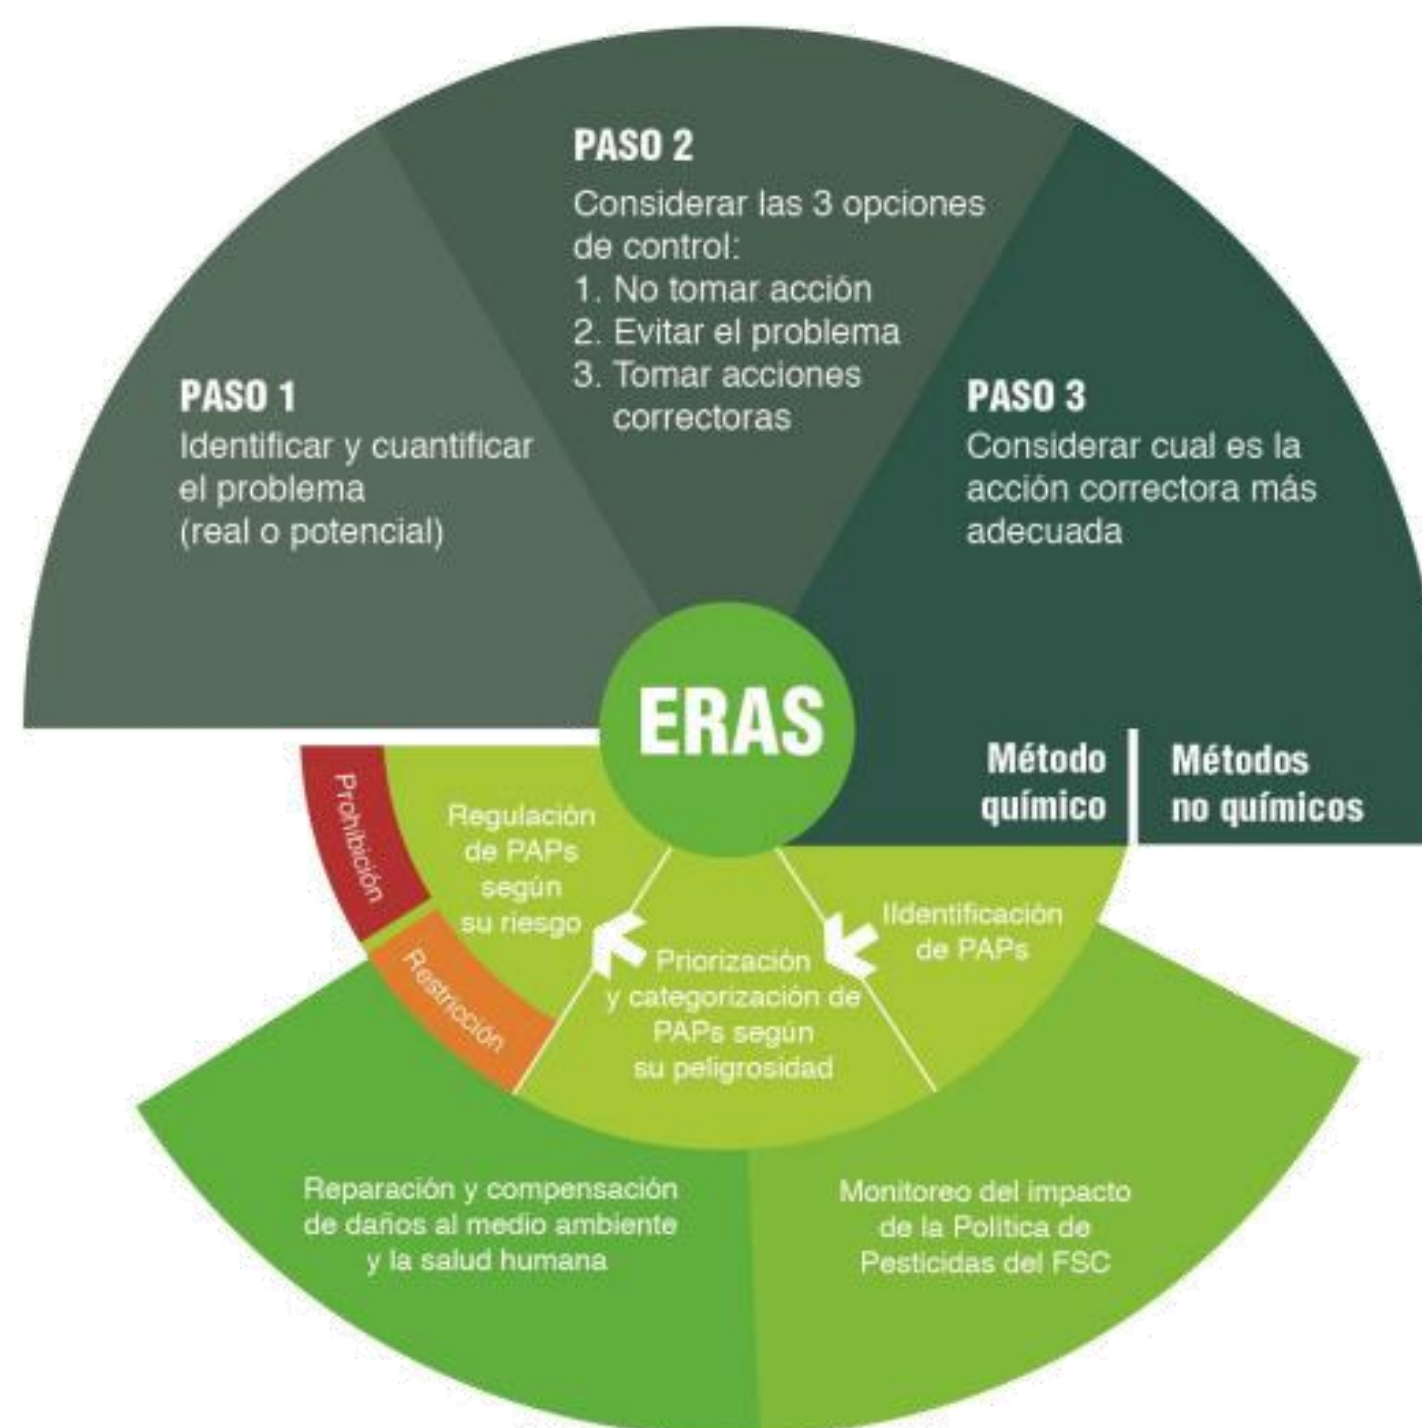 PASO 1
Identificar y cuantificar
el problema
(real o potencial)
PASO 2
Considerar las 3 opciones
de control:
1. No tomar acción
2. Evitar el problema
3. Tomar acciones
correctoras
PASO 3
Considerar cual es la
acción correctora más
adecuada
ERAS
Método
químico
Métodos
no químicos
IIdentificación
de PAPs
Priorización
y categorización de
PAPs según
su peligrosidad
Regulación
de PAPs
según
su riesgo
Prohibición
Restricción
Reparación y compensación
de daños al medio ambiente
y la salud humana
Monitoreo del impacto
de la Política de
Pesticidas del FSC